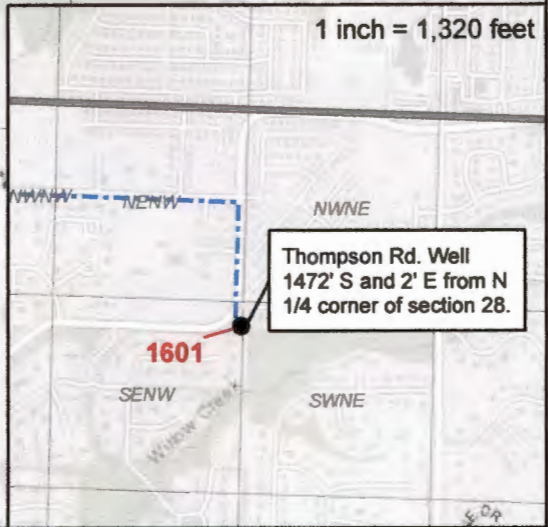 1 inch = 1,320 feet
NWNW
NENW
NWNE
Thompson Rd. Well
1472' S and 2' E from N
1/4 corner of section 28.
1601
SENW
SWNE
Willow Creek
E DR